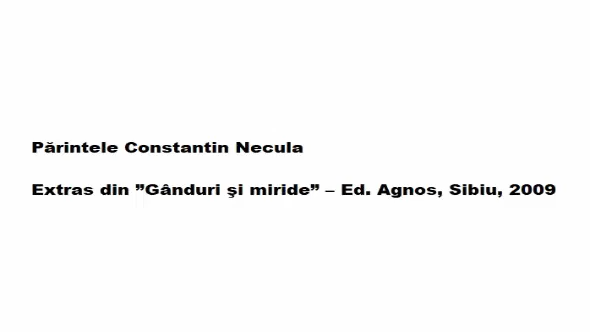 Părintele Constantin Necula
Extras din ”Gânduri şi miride” – Ed. Agnos, Sibiu, 2009